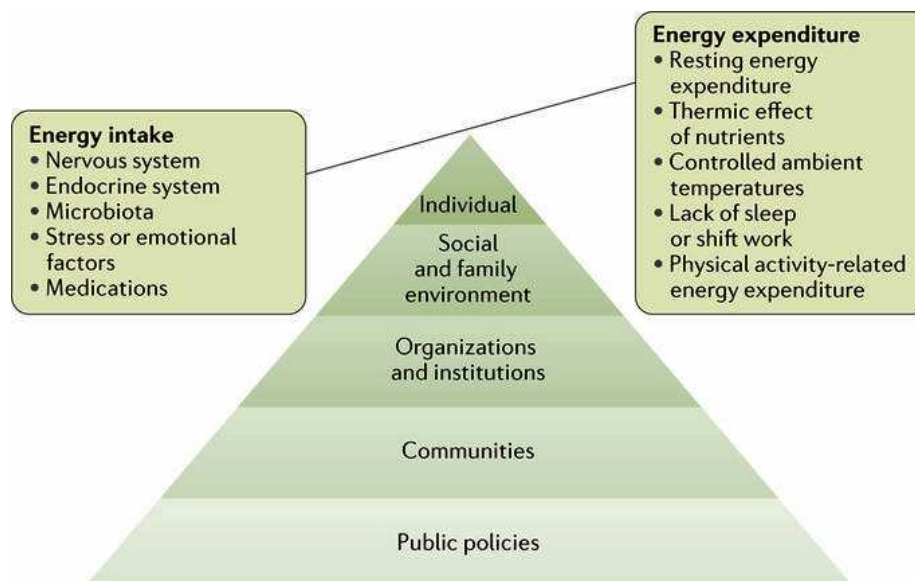 Energy intake
• Nervous system
• Endocrine system
• Microbiota
• Stress or emotional
factors
• Medications
Energy expenditure
• Resting energy
expenditure
• Thermic effect
of nutrients
• Controlled ambient
temperatures
• Lack of sleep
or shift work
• Physical activity-related
energy expenditure
Individual
Social
and family
environment
Organizations
and institutions
Communities
Public policies